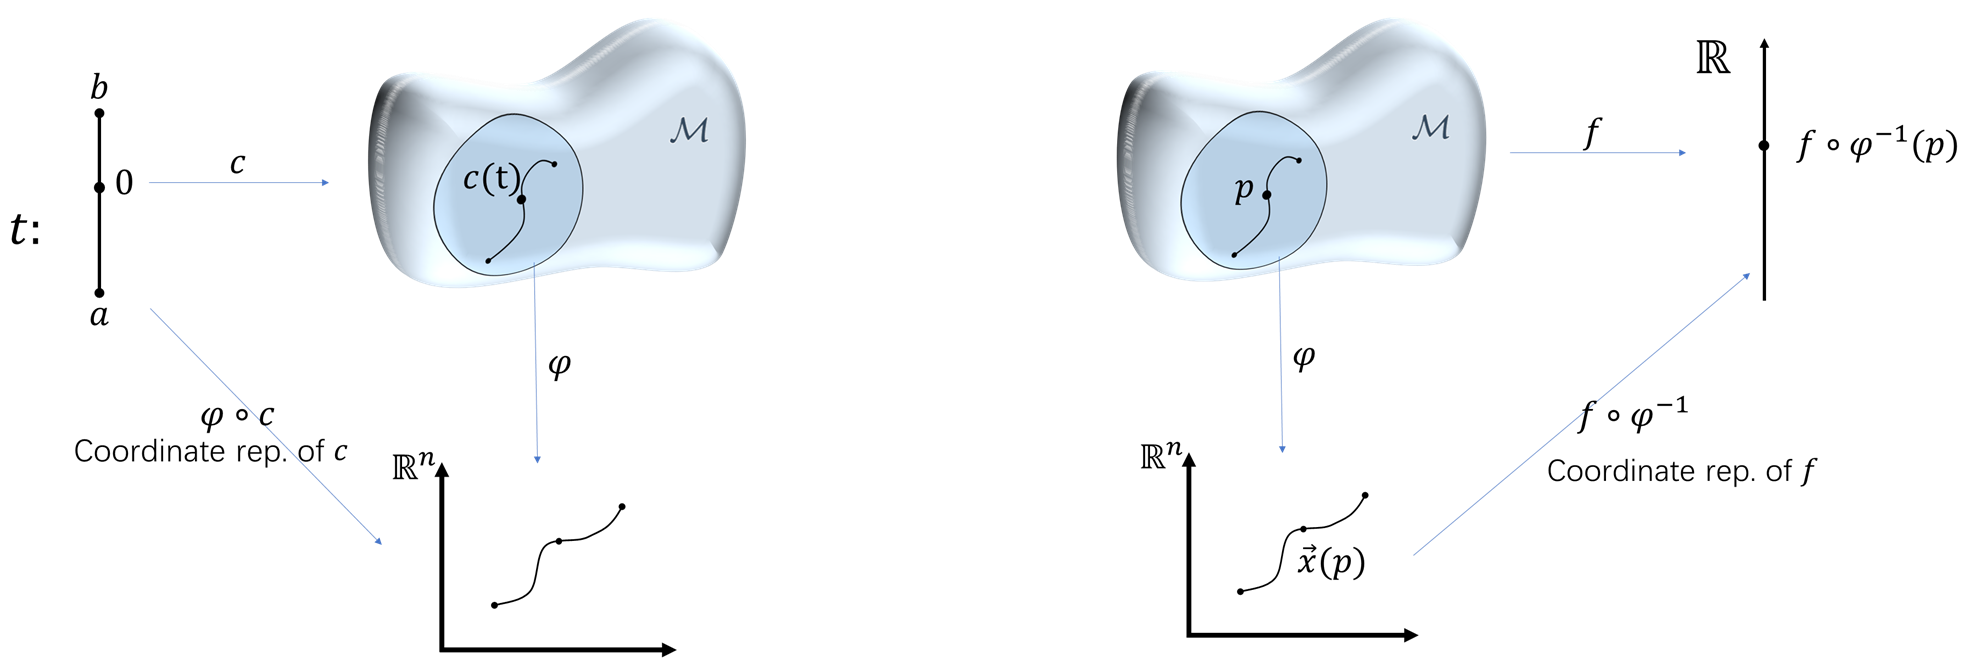 b
0
t:
a
c
c(t)
ℳ
φ
φ ∘ c
Coordinate rep. of c
ℝⁿ
p
ℳ
f
ℝ
f ∘ φ⁻¹(p)
φ
f ∘ φ⁻¹
Coordinate rep. of f
ℝⁿ
x⃗(p)